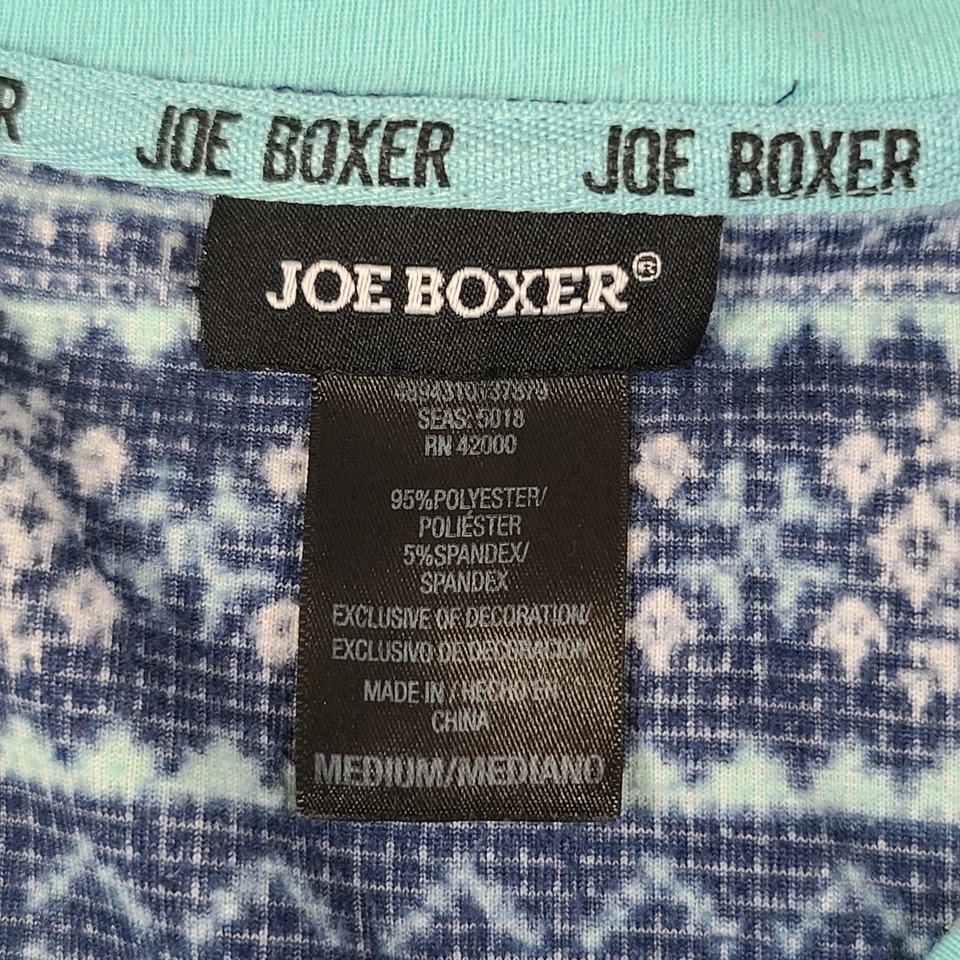 R JOE BOXER JOE BOXER
JOE BOXER®
SEAS: 5018
RN 42000
95%POLYESTER/
POLIÉSTER
5%SPANDEX/
SPANDEX
EXCLUSIVE OF DECORATION/
EXCLUSIVO DE DECORACION
MADE IN / HECHO EN
CHINA
MEDIUM/MEDIANO